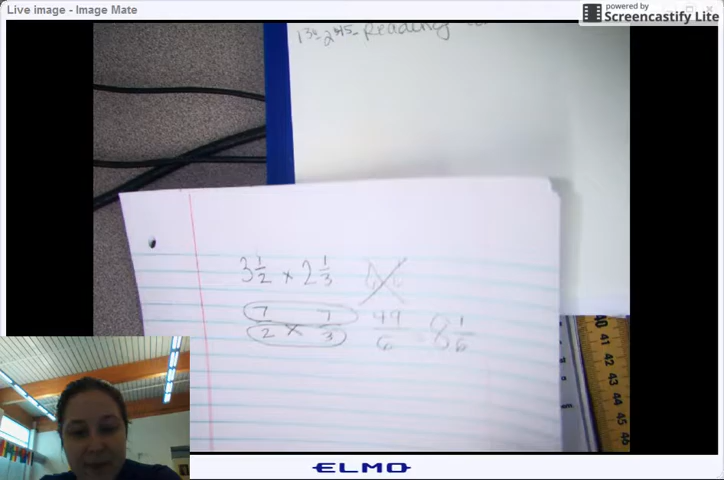 Live image - Image Mate
powered by
Screencastify Lite
Reading
3 1/2 x 2 1/3
7/2 x 7/3 49/6 8 1/6
40 41 42 43 44 45 46
ELMO